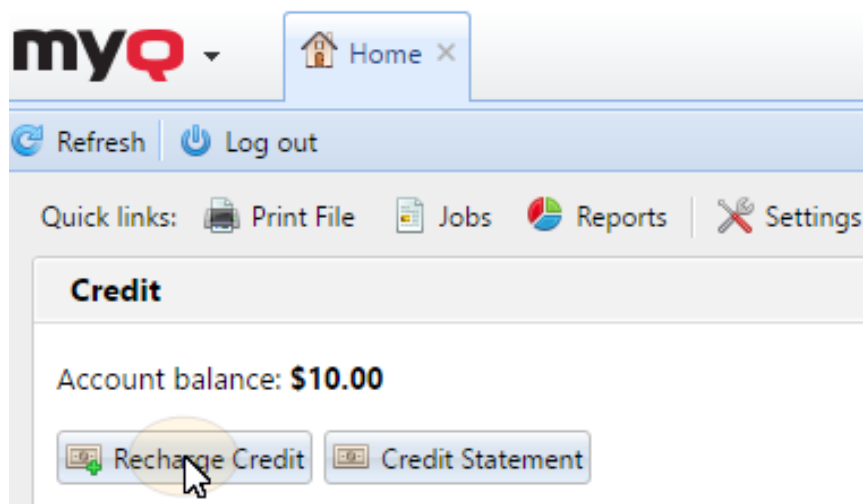 myQ
Home
Refresh Log out
Quick links: Print File Jobs Reports Settings
Credit
Account balance: $10.00
Recharge Credit Credit Statement